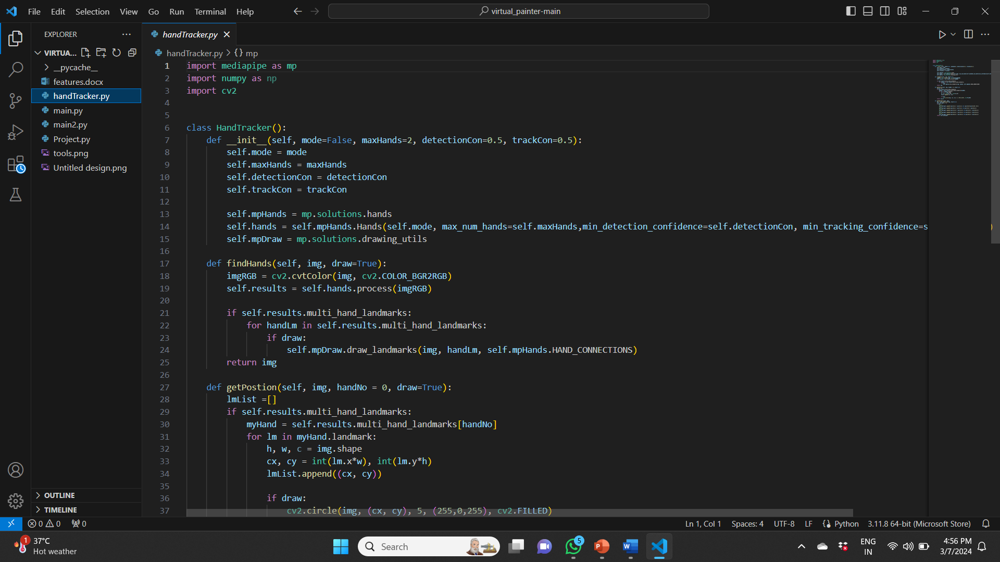 File Edit Selection View Go Run Terminal Help
virtual_painter-main
EXPLORER
handTracker.py
VIRTUA...
handTracker.py > {} mp
__pycache__
features.docx
handTracker.py
main.py
main2.py
Project.py
tools.png
Untitled design.png
1 import mediapipe as mp
2 import numpy as np
3 import cv2
4
5
6 class HandTracker():
7     def __init__(self, mode=False, maxHands=2, detectionCon=0.5, trackCon=0.5):
8         self.mode = mode
9         self.maxHands = maxHands
10         self.detectionCon = detectionCon
11         self.trackCon = trackCon
12
13         self.mpHands = mp.solutions.hands
14         self.hands = self.mpHands.Hands(self.mode, max_num_hands=self.maxHands,min_detection_confidence=self.detectionCon, min_tracking_confidence=s
15         self.mpDraw = mp.solutions.drawing_utils
16
17     def findHands(self, img, draw=True):
18         imgRGB = cv2.cvtColor(img, cv2.COLOR_BGR2RGB)
19         self.results = self.hands.process(imgRGB)
20
21         if self.results.multi_hand_landmarks:
22             for handLm in self.results.multi_hand_landmarks:
23                 if draw:
24                     self.mpDraw.draw_landmarks(img, handLm, self.mpHands.HAND_CONNECTIONS)
25         return img
26
27     def getPostion(self, img, handNo = 0, draw=True):
28         lmList =[]
29         if self.results.multi_hand_landmarks:
30             myHand = self.results.multi_hand_landmarks[handNo]
31             for lm in myHand.landmark:
32                 h, w, c = img.shape
33                 cx, cy = int(lm.x*w), int(lm.y*h)
34                 lmList.append((cx, cy))
35
36                 if draw:
37                     cv2.circle(img, (cx, cy), 5, (255,0,255), cv2.FILLED)
OUTLINE
TIMELINE
0 0 0
Ln 1, Col 1 Spaces: 4 UTF-8 LF {} Python 3.11.8 64-bit (Microsoft Store)
1 37°C
Hot weather
Search
5
ENG
IN
4:56 PM
3/7/2024